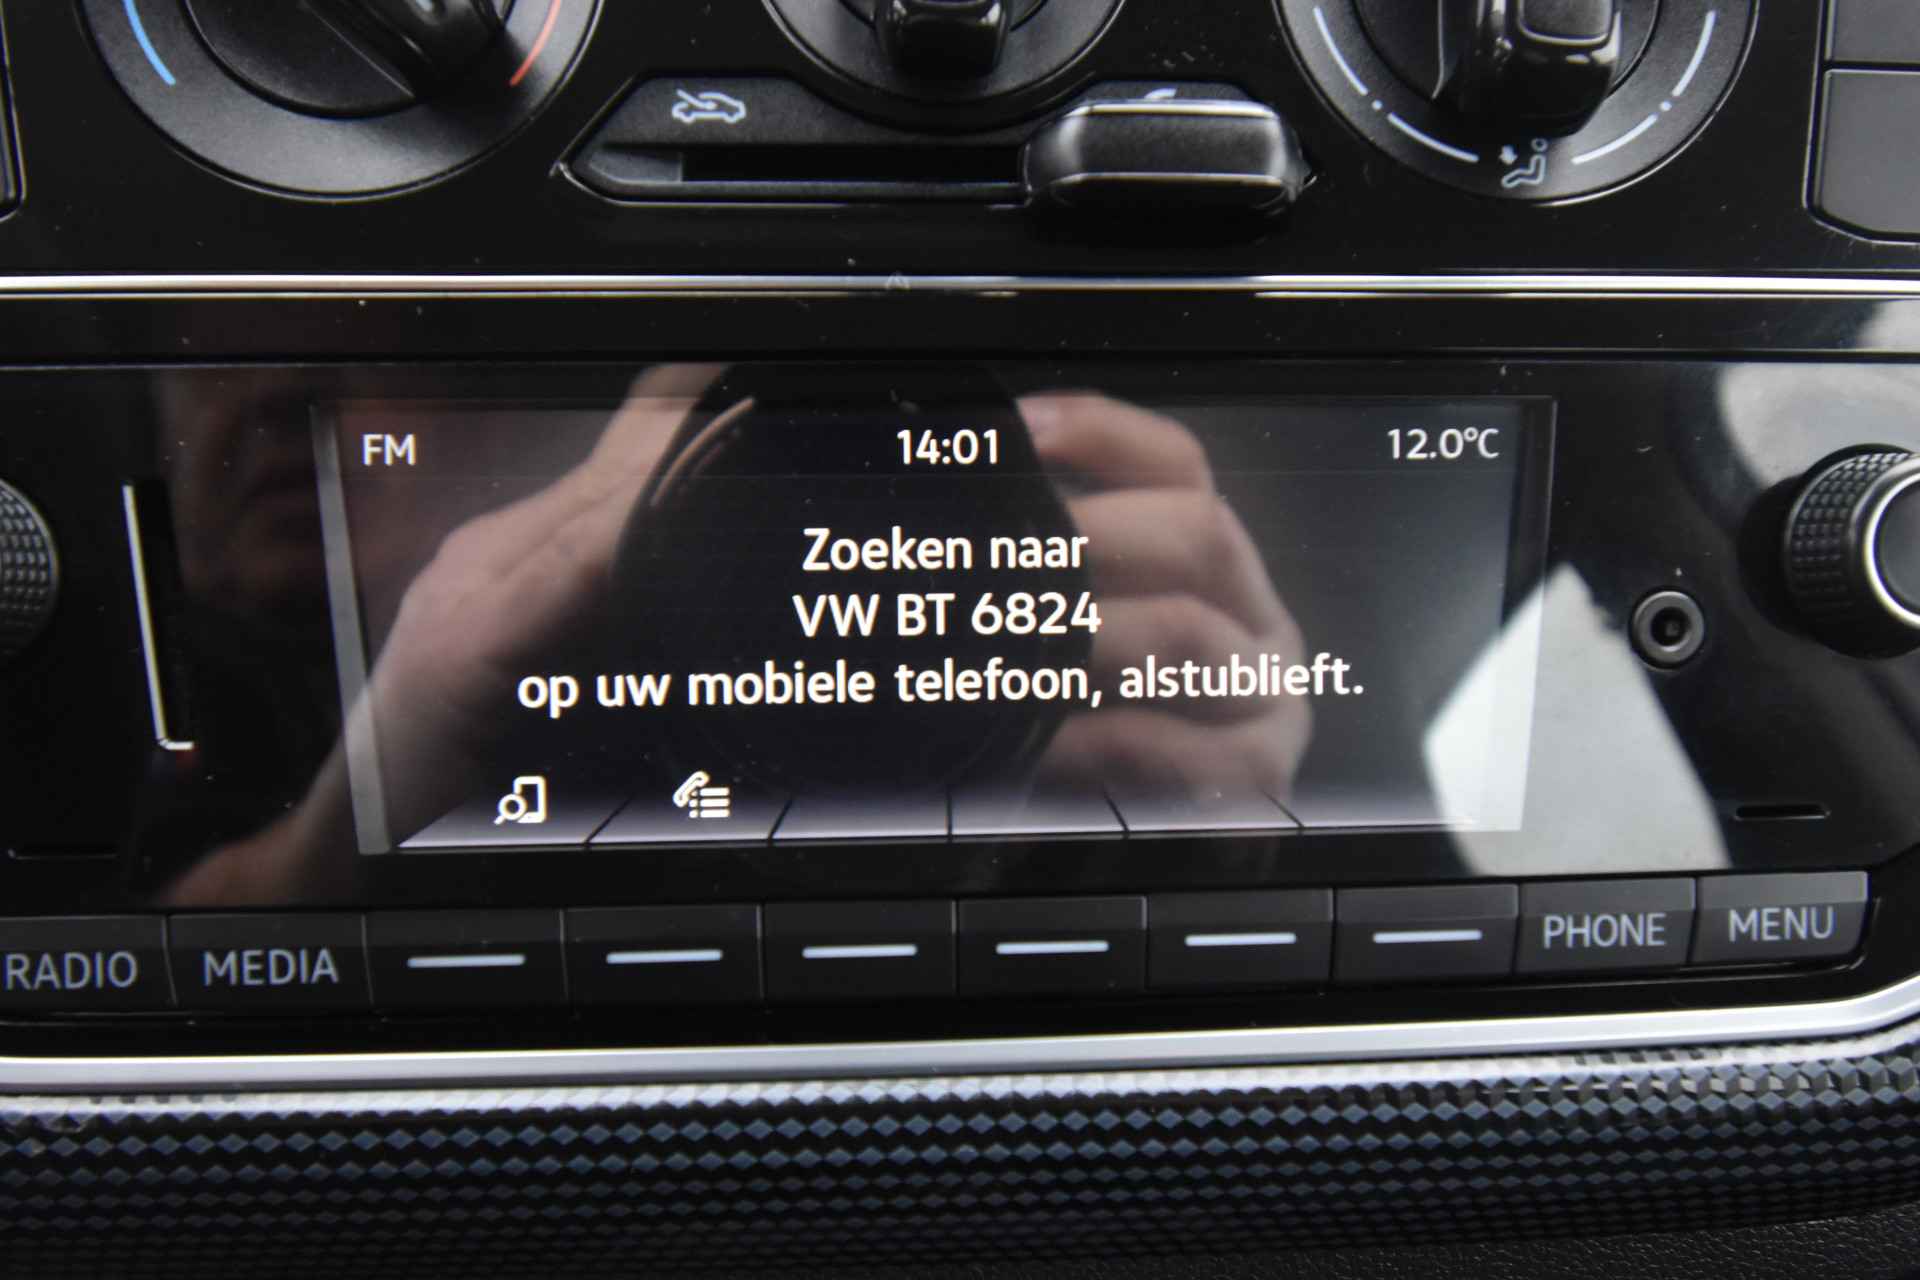 FM 14:01 12.0°C
Zoeken naar
VW BT 6824
op uw mobiele telefoon, alstublieft.
RADIO MEDIA PHONE MENU